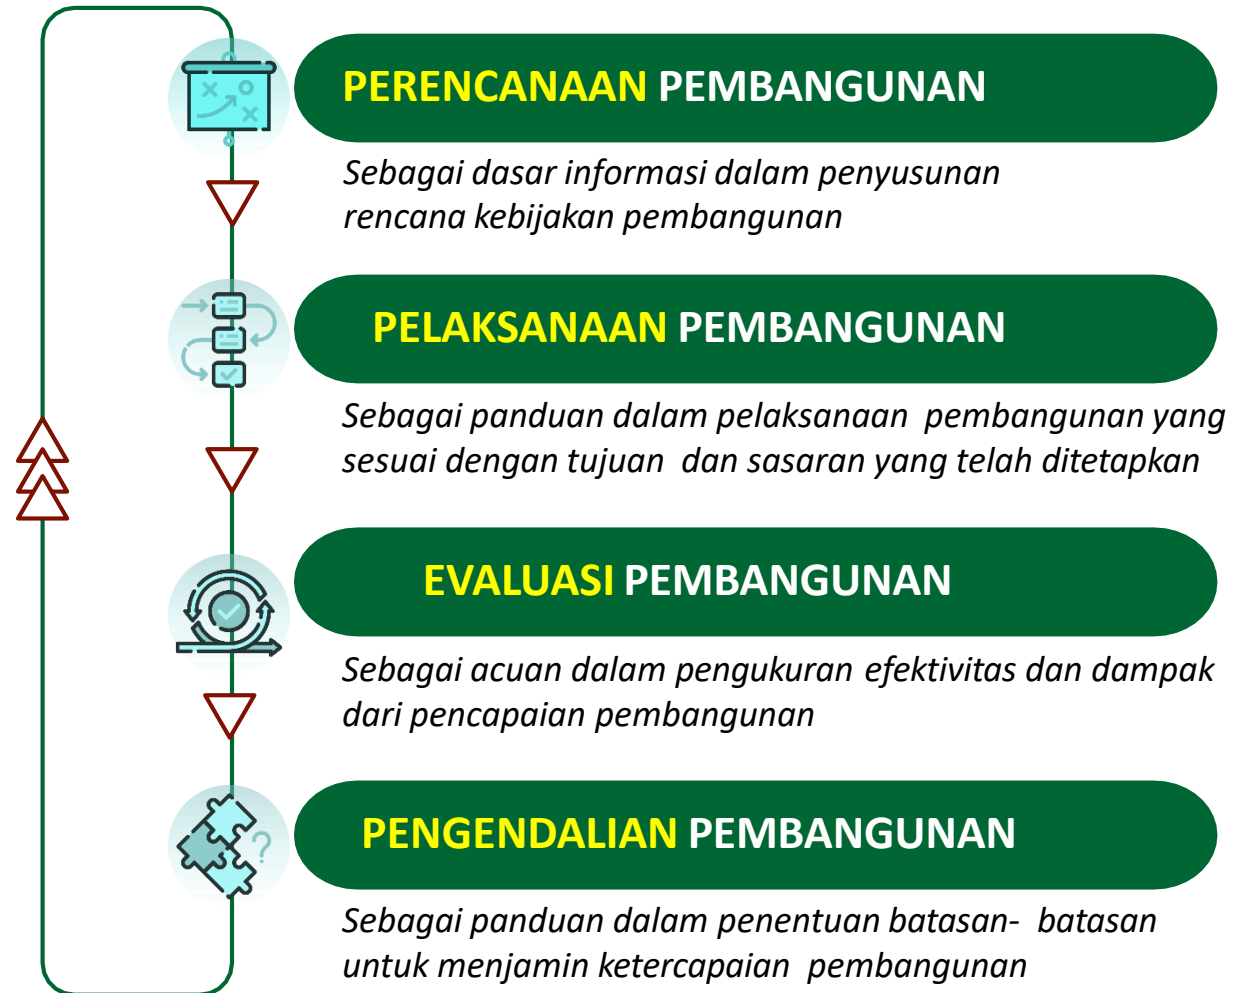 PERENCANAAN PEMBANGUNAN
Sebagai dasar informasi dalam penyusunan
rencana kebijakan pembangunan
PELAKSANAAN PEMBANGUNAN
Sebagai panduan dalam pelaksanaan pembangunan yang
sesuai dengan tujuan dan sasaran yang telah ditetapkan
EVALUASI PEMBANGUNAN
Sebagai acuan dalam pengukuran efektivitas dan dampak
dari pencapaian pembangunan
PENGENDALIAN PEMBANGUNAN
Sebagai panduan dalam penentuan batasan- batasan
untuk menjamin ketercapaian pembangunan